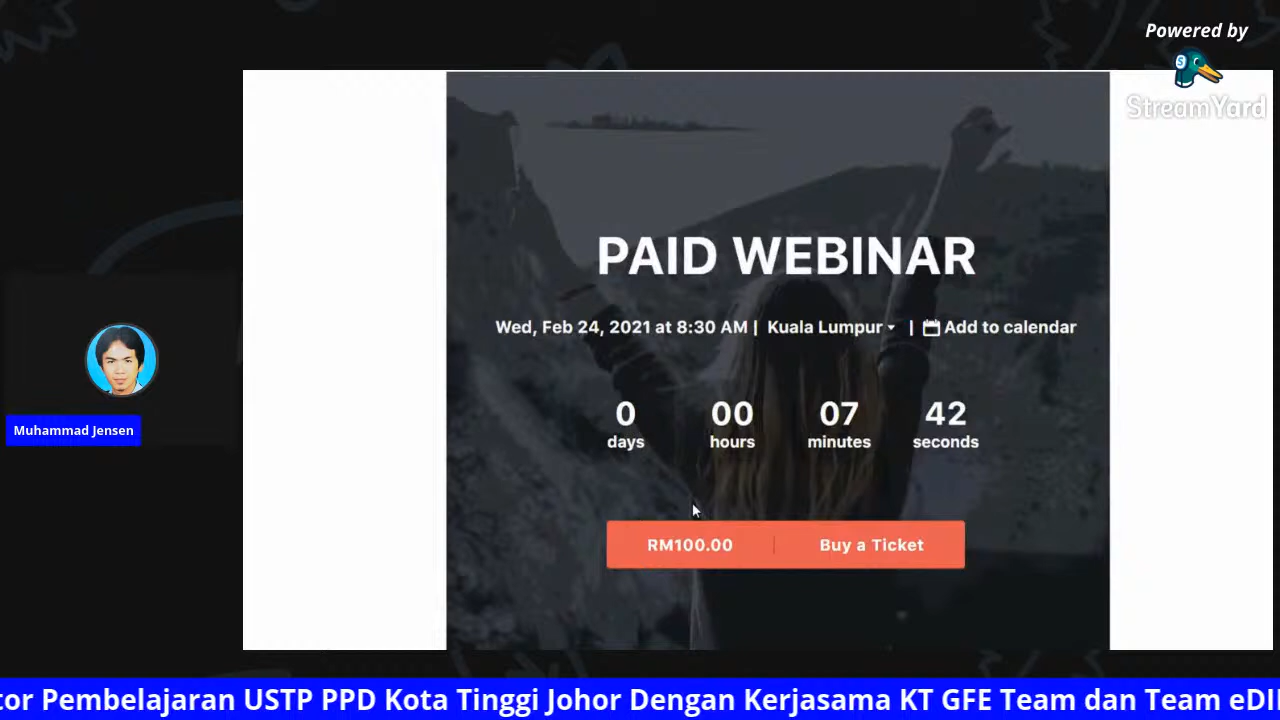 Powered by
StreamYard
PAID WEBINAR
Wed, Feb 24, 2021 at 8:30 AM | Kuala Lumpur | Add to calendar
0 00 07 42
days hours minutes seconds
RM100.00 | Buy a Ticket
Muhammad Jensen
tor Pembelajaran USTP PPD Kota Tinggi Johor Dengan Kerjasama KT GFE Team dan Team